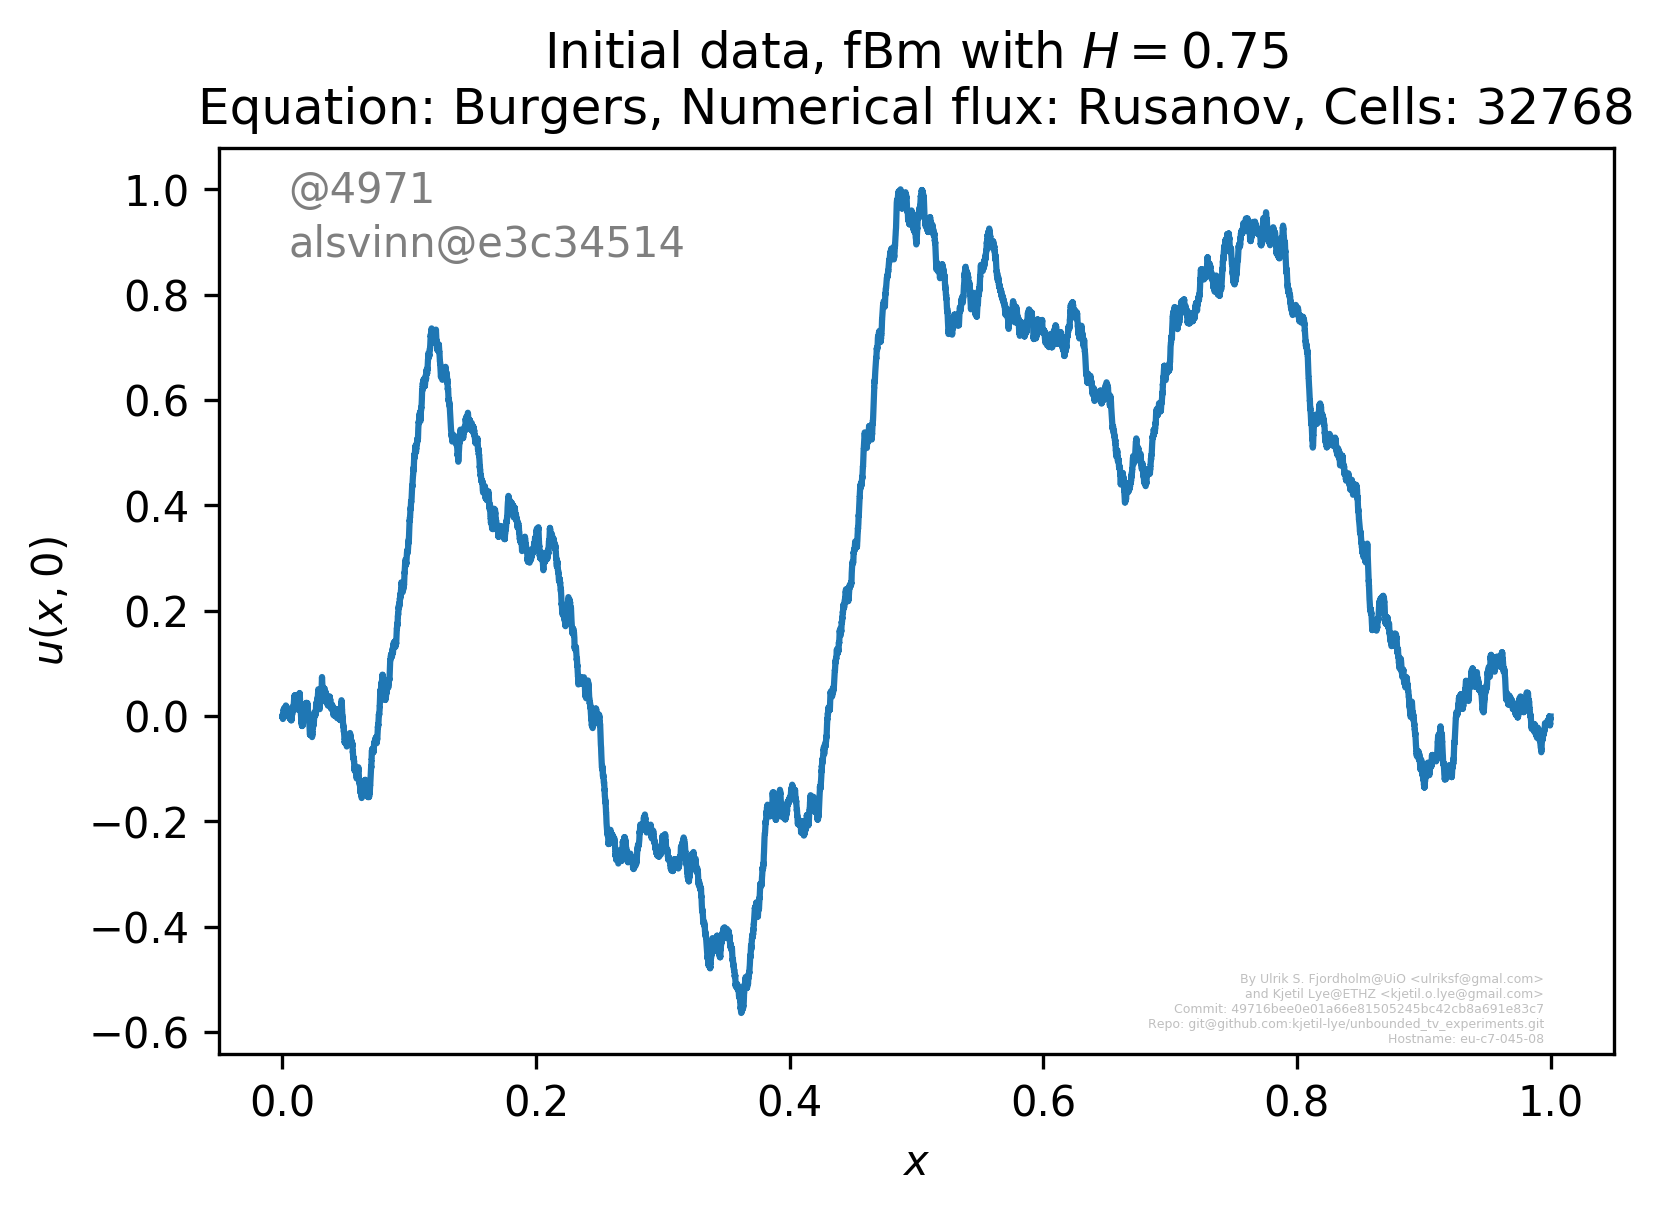 Initial data, fBm with H = 0.75
Equation: Burgers, Numerical flux: Rusanov, Cells: 32768
@4971
alsvinn@e3c34514
1.0
0.8
0.6
0.4
0.2
0.0
−0.2
−0.4
−0.6
u(x, 0)
By Ulrik S. Fjordholm@UiO <ulriksf@gmal.com>
and Kjetil Lye@ETHZ <kjetil.o.lye@gmail.com>
Commit: 49716bee0e01a66e81505245bc42cb8a691e83c7
Repo: git@github.com:kjetil-lye/unbounded_tv_experiments.git
Hostname: eu-c7-045-08
0.0 0.2 0.4 0.6 0.8 1.0
x